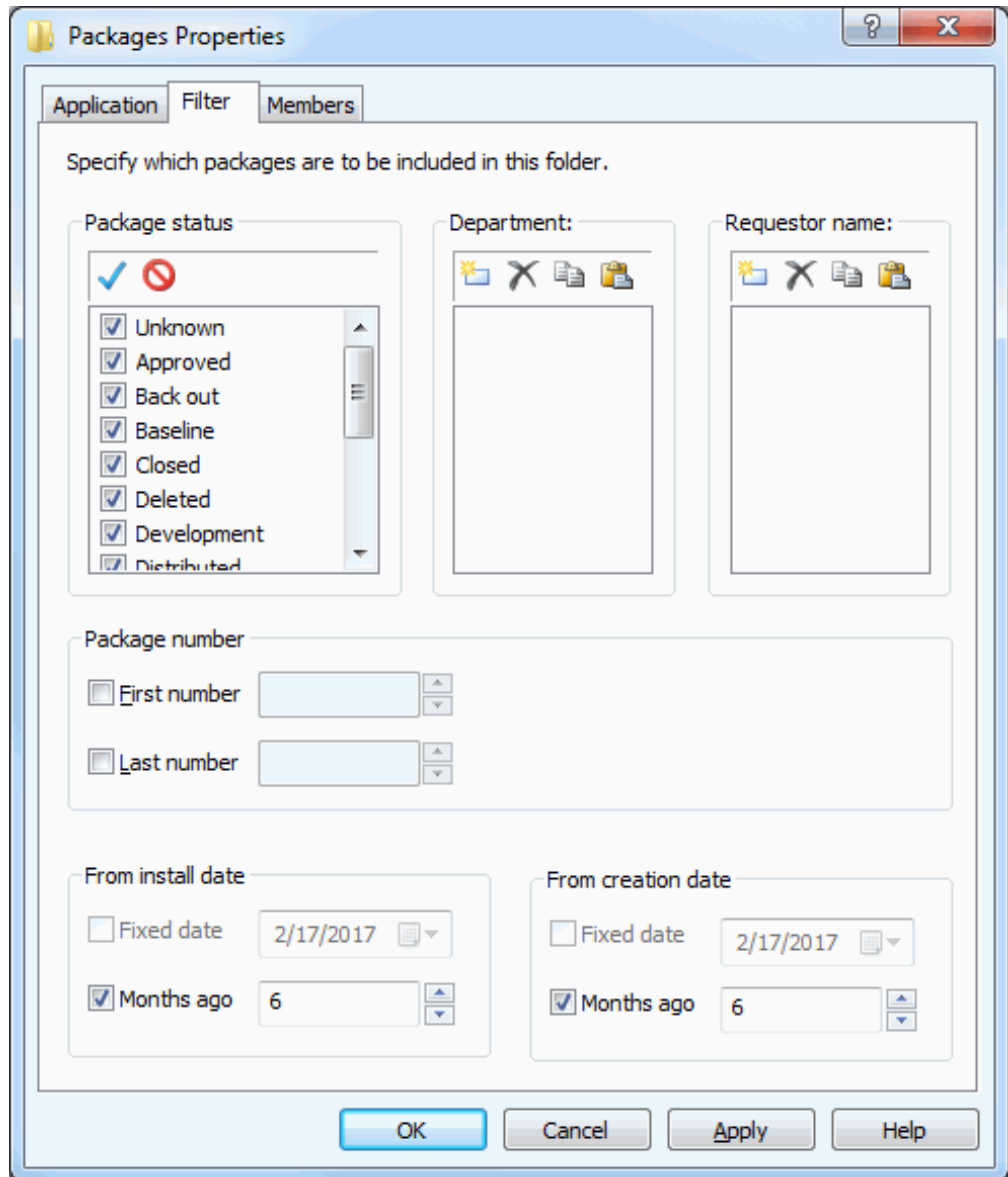 Packages Properties
Application
Filter
Members
Specify which packages are to be included in this folder.
Package status
Unknown
Approved
Back out
Baseline
Closed
Deleted
Development
Distributed
Department:
Requestor name:
Package number
First number
Last number
From install date
Fixed date 2/17/2017
Months ago 6
From creation date
Fixed date 2/17/2017
Months ago 6
OK Cancel Apply Help